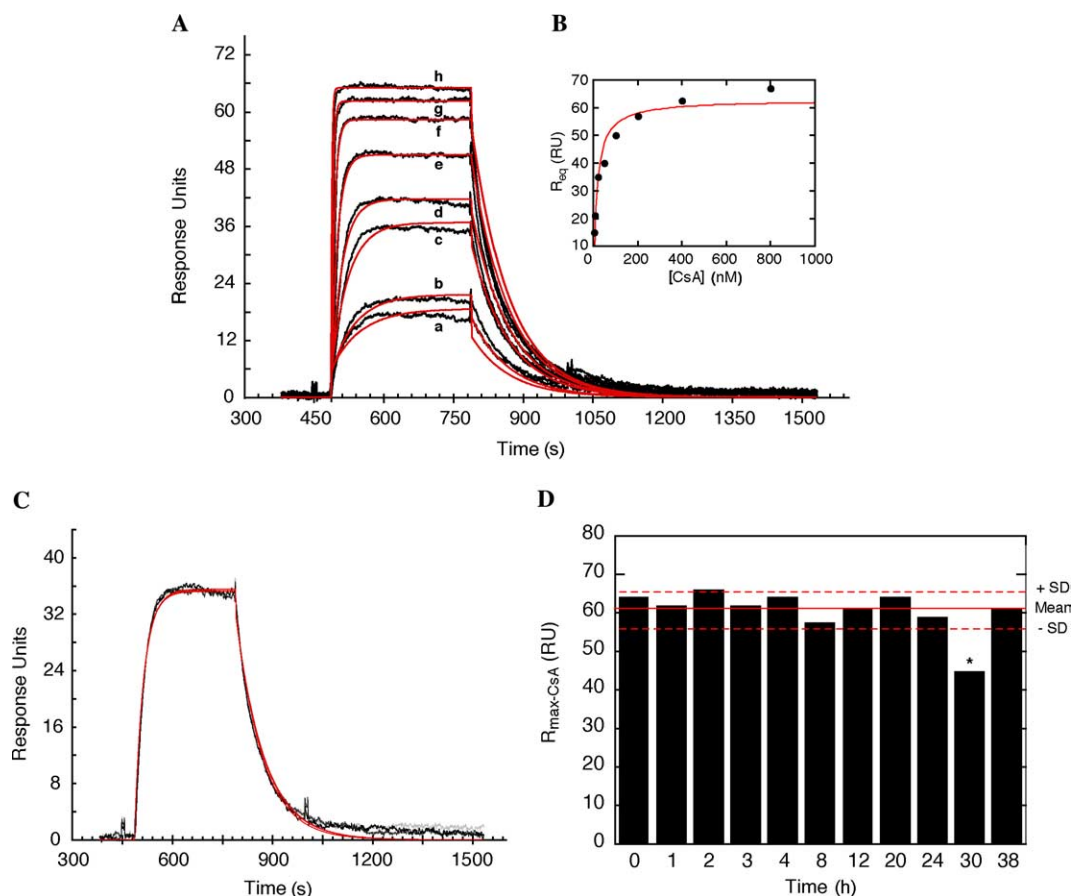 A
Response Units
72
60
48
36
24
12
0
h
g
f
e
d
c
b
a
300 450 600 750 900 1050 1200 1350 1500
Time (s)
B
Req (RU)
70
60
50
40
30
20
10
0 200 400 600 800 1000
[CsA] (nM)
C
Response Units
40
32
24
16
8
0
300 600 900 1200 1500
Time (s)
D
Rmax-CsA (RU)
80
70
60
50
40
30
20
10
0
+ SD
Mean
- SD
*
0 1 2 3 4 8 12 20 24 30 38
Time (h)